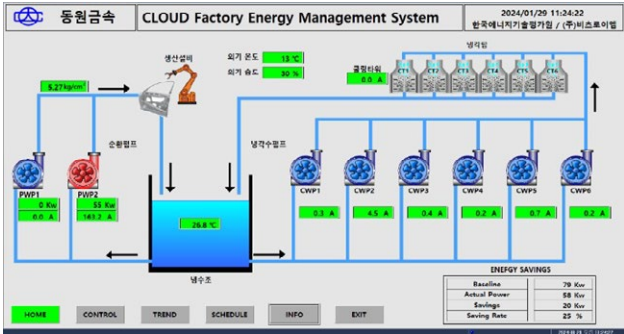 동원금속
CLOUD Factory Energy Management System
2024/01/29 11:24:22
한국에너지기술평가원 / (주)비츠로이엠
생산설비
외기 온도 13 ℃
외기 습도 30 %
냉각탑
쿨링타워
0.0 A
CT1 CT2 CT3 CT4 CT5 CT6
5.27kg/cm²
순환펌프
냉각수펌프
PWP1 PWP2
0 Kw 55 Kw
0.0 A 163.2 A
CWP1 CWP2 CWP3 CWP4 CWP5 CWP6
0.3 A 4.5 A 0.4 A 0.2 A 0.7 A 0.2 A
26.8 ℃
냉수조
ENERGY SAVINGS
Baseline 79 Kw
Actual Power 58 Kw
Savings 20 Kw
Saving Rate 25 %
HOME CONTROL TREND SCHEDULE INFO EXIT